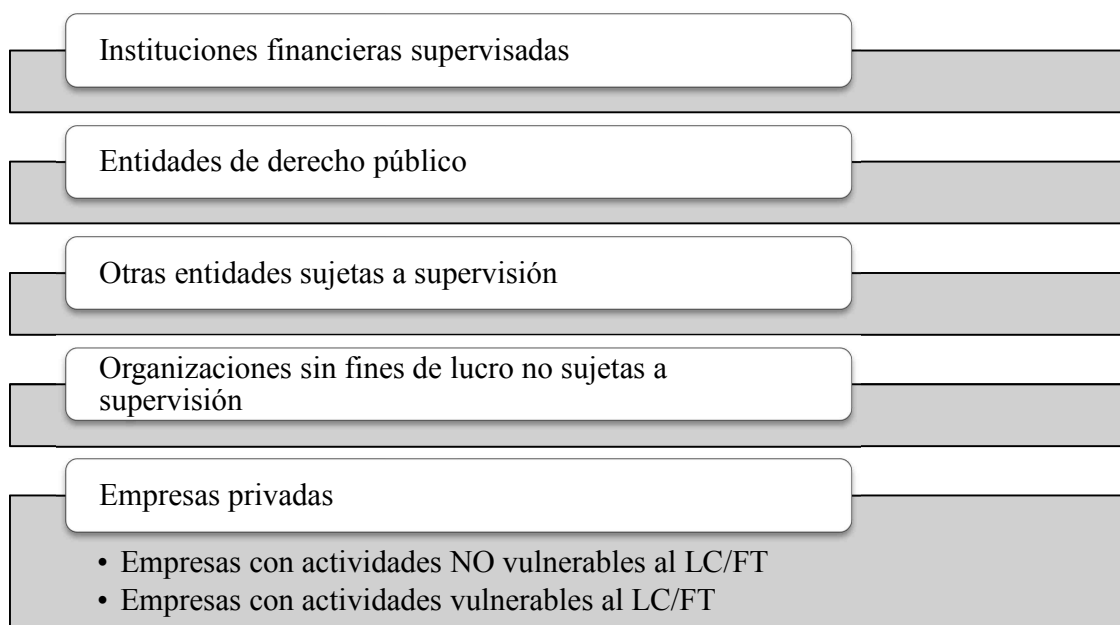 Instituciones financieras supervisadas
Entidades de derecho público
Otras entidades sujetas a supervisión
Organizaciones sin fines de lucro no sujetas a
supervisión
Empresas privadas
• Empresas con actividades NO vulnerables al LC/FT
• Empresas con actividades vulnerables al LC/FT